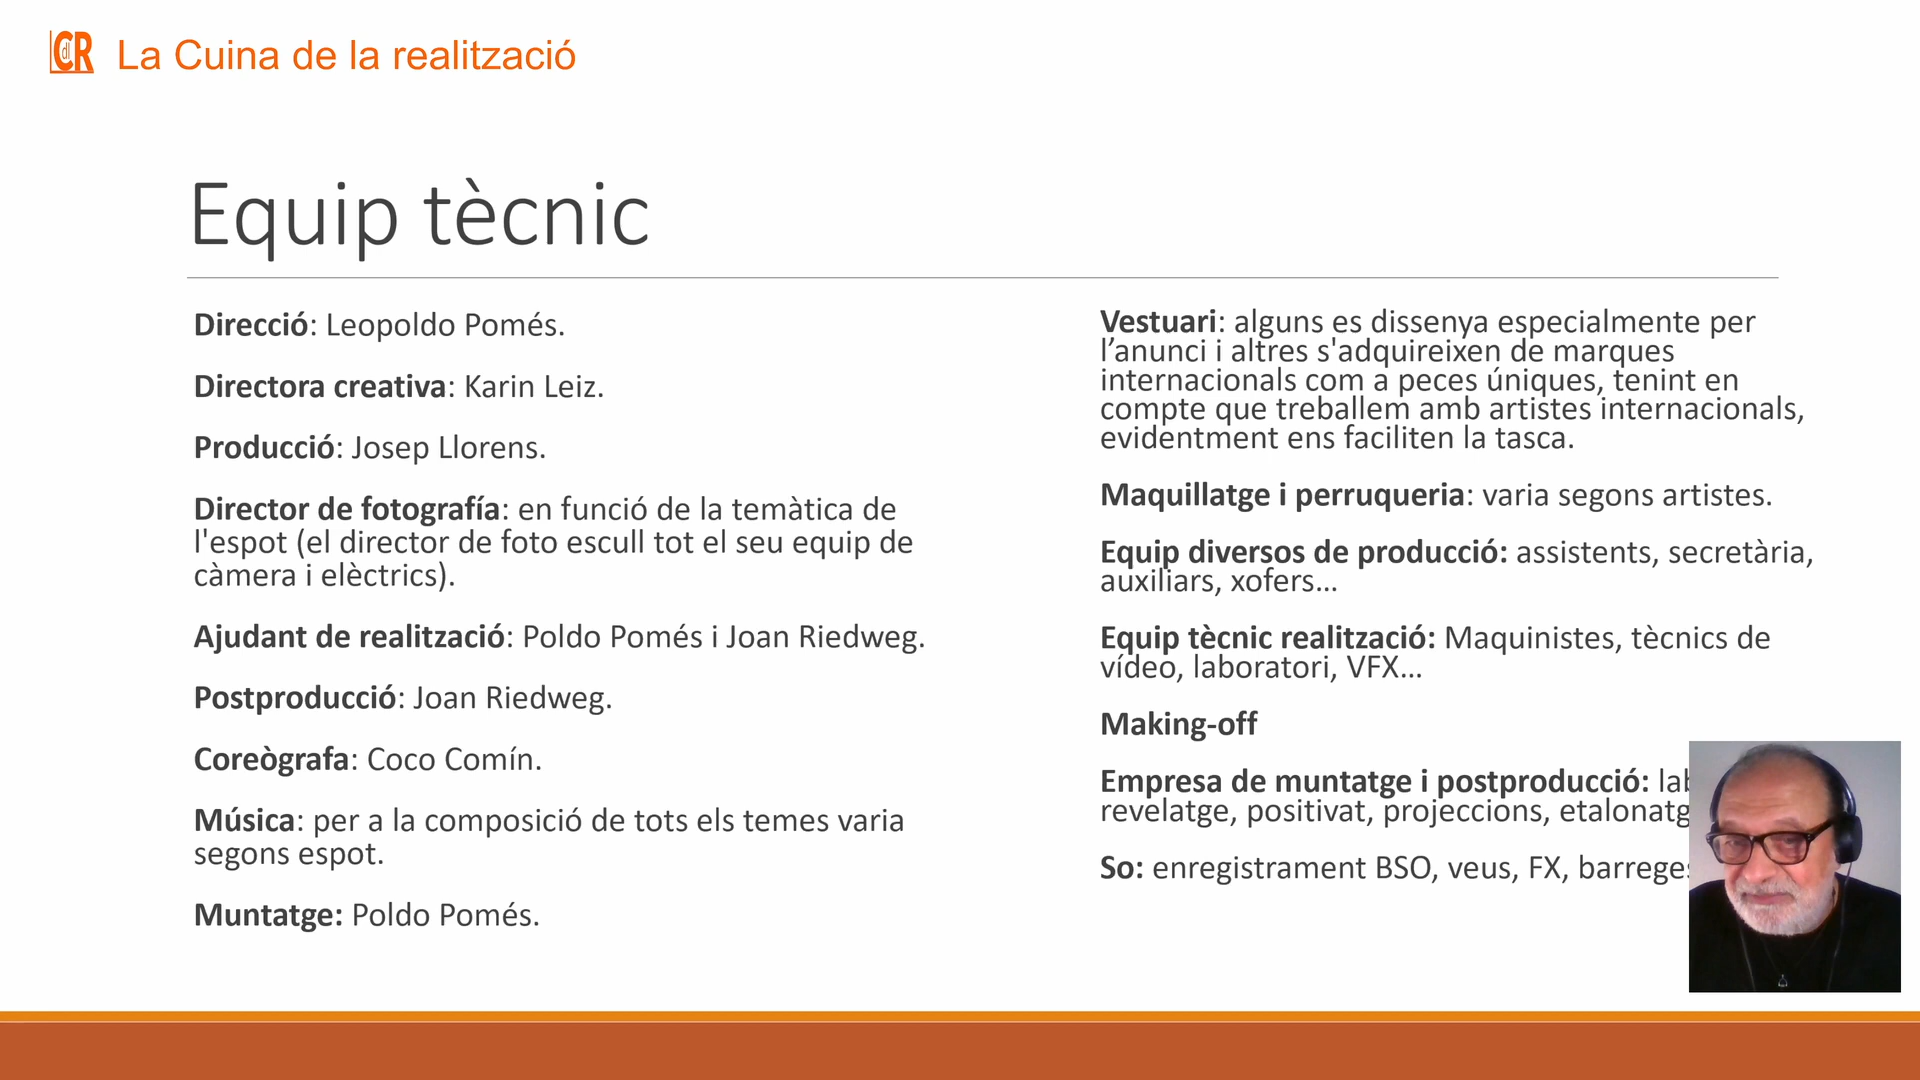 LCdlR La Cuina de la realització
Equip tècnic
Direcció: Leopoldo Pomés.
Directora creativa: Karin Leiz.
Producció: Josep Llorens.
Director de fotografía: en funció de la temàtica de
l'espot (el director de foto escull tot el seu equip de
càmera i elèctrics).
Ajudant de realització: Poldo Pomés i Joan Riedweg.
Postproducció: Joan Riedweg.
Coreògrafa: Coco Comín.
Música: per a la composició de tots els temes varia
segons espot.
Muntatge: Poldo Pomés.
Vestuari: alguns es dissenya especialmente per
l’anunci i altres s'adquireixen de marques
internacionals com a peces úniques, tenint en
compte que treballem amb artistes internacionals,
evidentment ens faciliten la tasca.
Maquillatge i perruqueria: varia segons artistes.
Equip diversos de producció: assistents, secretària,
auxiliars, xofers...
Equip tècnic realització: Maquinistes, tècnics de
vídeo, laboratori, VFX...
Making-off
Empresa de muntatge i postproducció:
revelatge, positivat, projeccions,
So: enregistrament BSO, veus, FX,